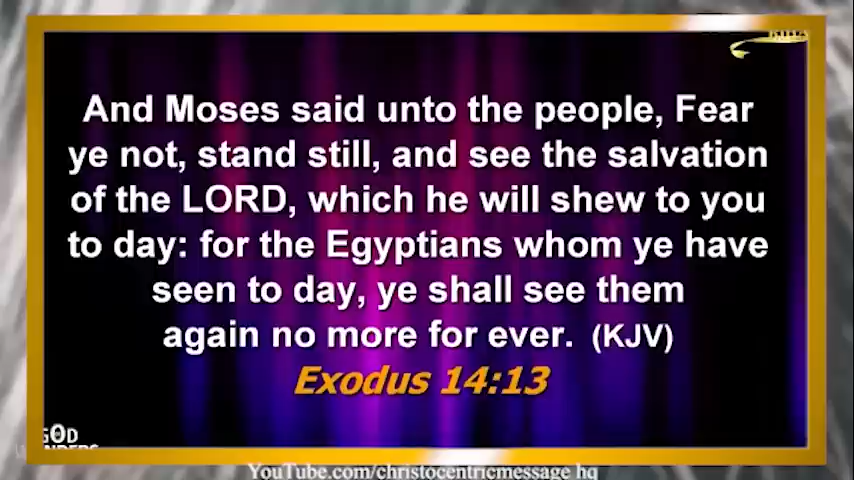 And Moses said unto the people, Fear
ye not, stand still, and see the salvation
of the LORD, which he will shew to you
to day: for the Egyptians whom ye have
seen to day, ye shall see them
again no more for ever. (KJV)
Exodus 14:13
GOD
YouTube.com/christocentricmessage hq